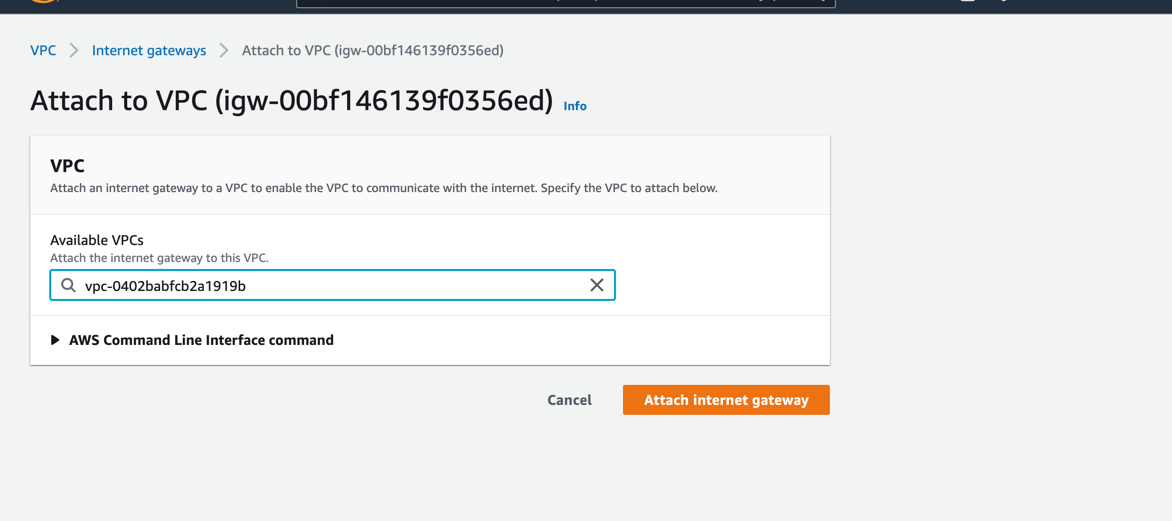 VPC > Internet gateways > Attach to VPC (igw-00bf146139f0356ed)
Attach to VPC (igw-00bf146139f0356ed) Info
VPC
Attach an internet gateway to a VPC to enable the VPC to communicate with the internet. Specify the VPC to attach below.
Available VPCs
Attach the internet gateway to this VPC.
vpc-0402babfcb2a1919b
AWS Command Line Interface command
Cancel Attach internet gateway